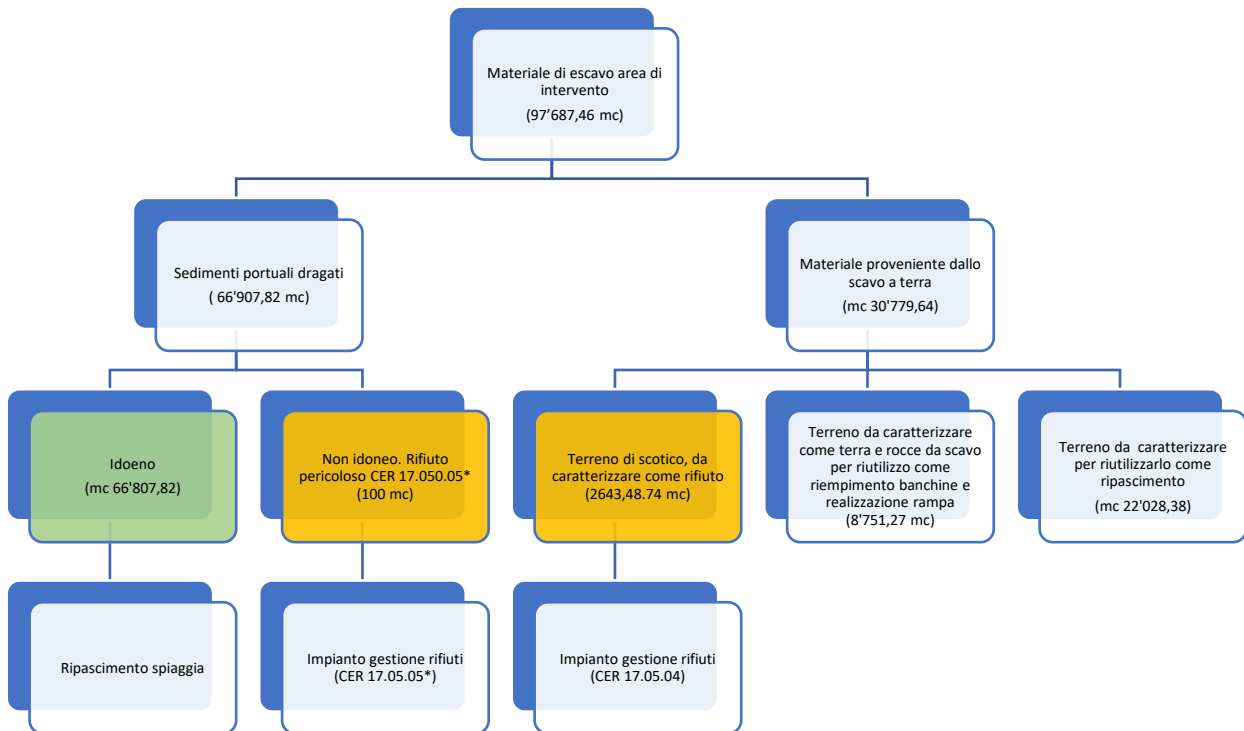 Materiale di escavo area di
intervento
(97’687,46 mc)
Sedimenti portuali dragati
( 66'907,82 mc)
Materiale proveniente dallo
scavo a terra
(mc 30'779,64)
Idoeno
(mc 66'807,82)
Non idoneo. Rifiuto
pericoloso CER 17.050.05*
(100 mc)
Terreno di scotico, da
caratterizzare come rifiuto
(2643,48.74 mc)
Terreno da caratterizzare
come terra e rocce da scavo
per riutilizzo come
riempimento banchine e
realizzazione rampa
(8'751,27 mc)
Terreno da caratterizzare
per riutilizzarlo come
ripascimento
(mc 22'028,38)
Ripascimento spiaggia
Impianto gestione rifiuti
(CER 17.05.05*)
Impianto gestione rifiuti
(CER 17.05.04)